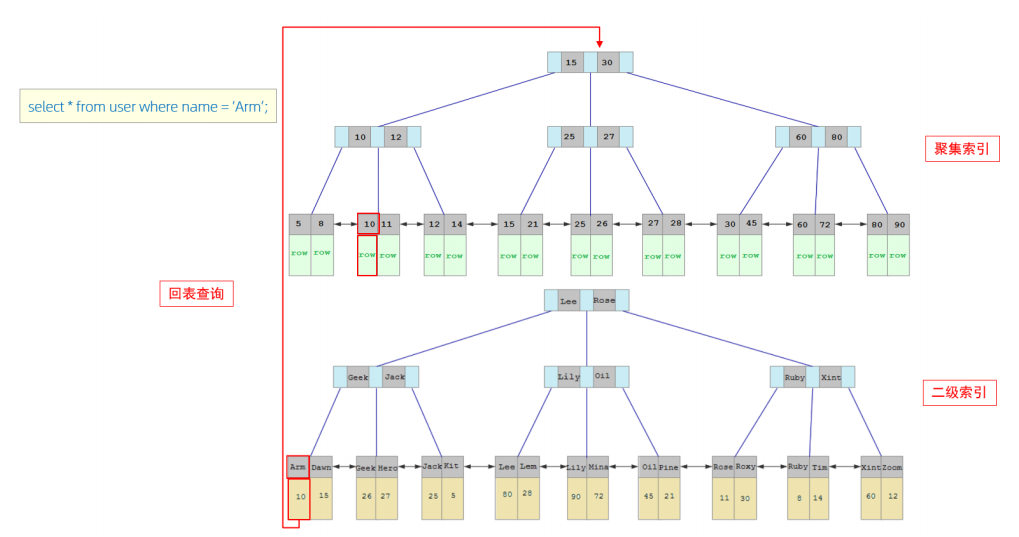 15 30
select * from user where name = 'Arm';
10 12
25 27
60 80
聚集索引
5 8 10 11 12 14 15 21 25 26 27 28 30 45 60 72 80 90
row row row row row row row row row row row row row row row row row row
回表查询
Lee Rose
Geek Jack
Lily Oil
Ruby Xint
二级索引
Arm Dawn Geek Hero Jack Kit Lee Lem Lily Mina Oil Pine Rose Roxy Ruby Tim Xint Zoom
10 15 26 27 25 5 80 28 90 72 45 21 11 30 8 14 60 12